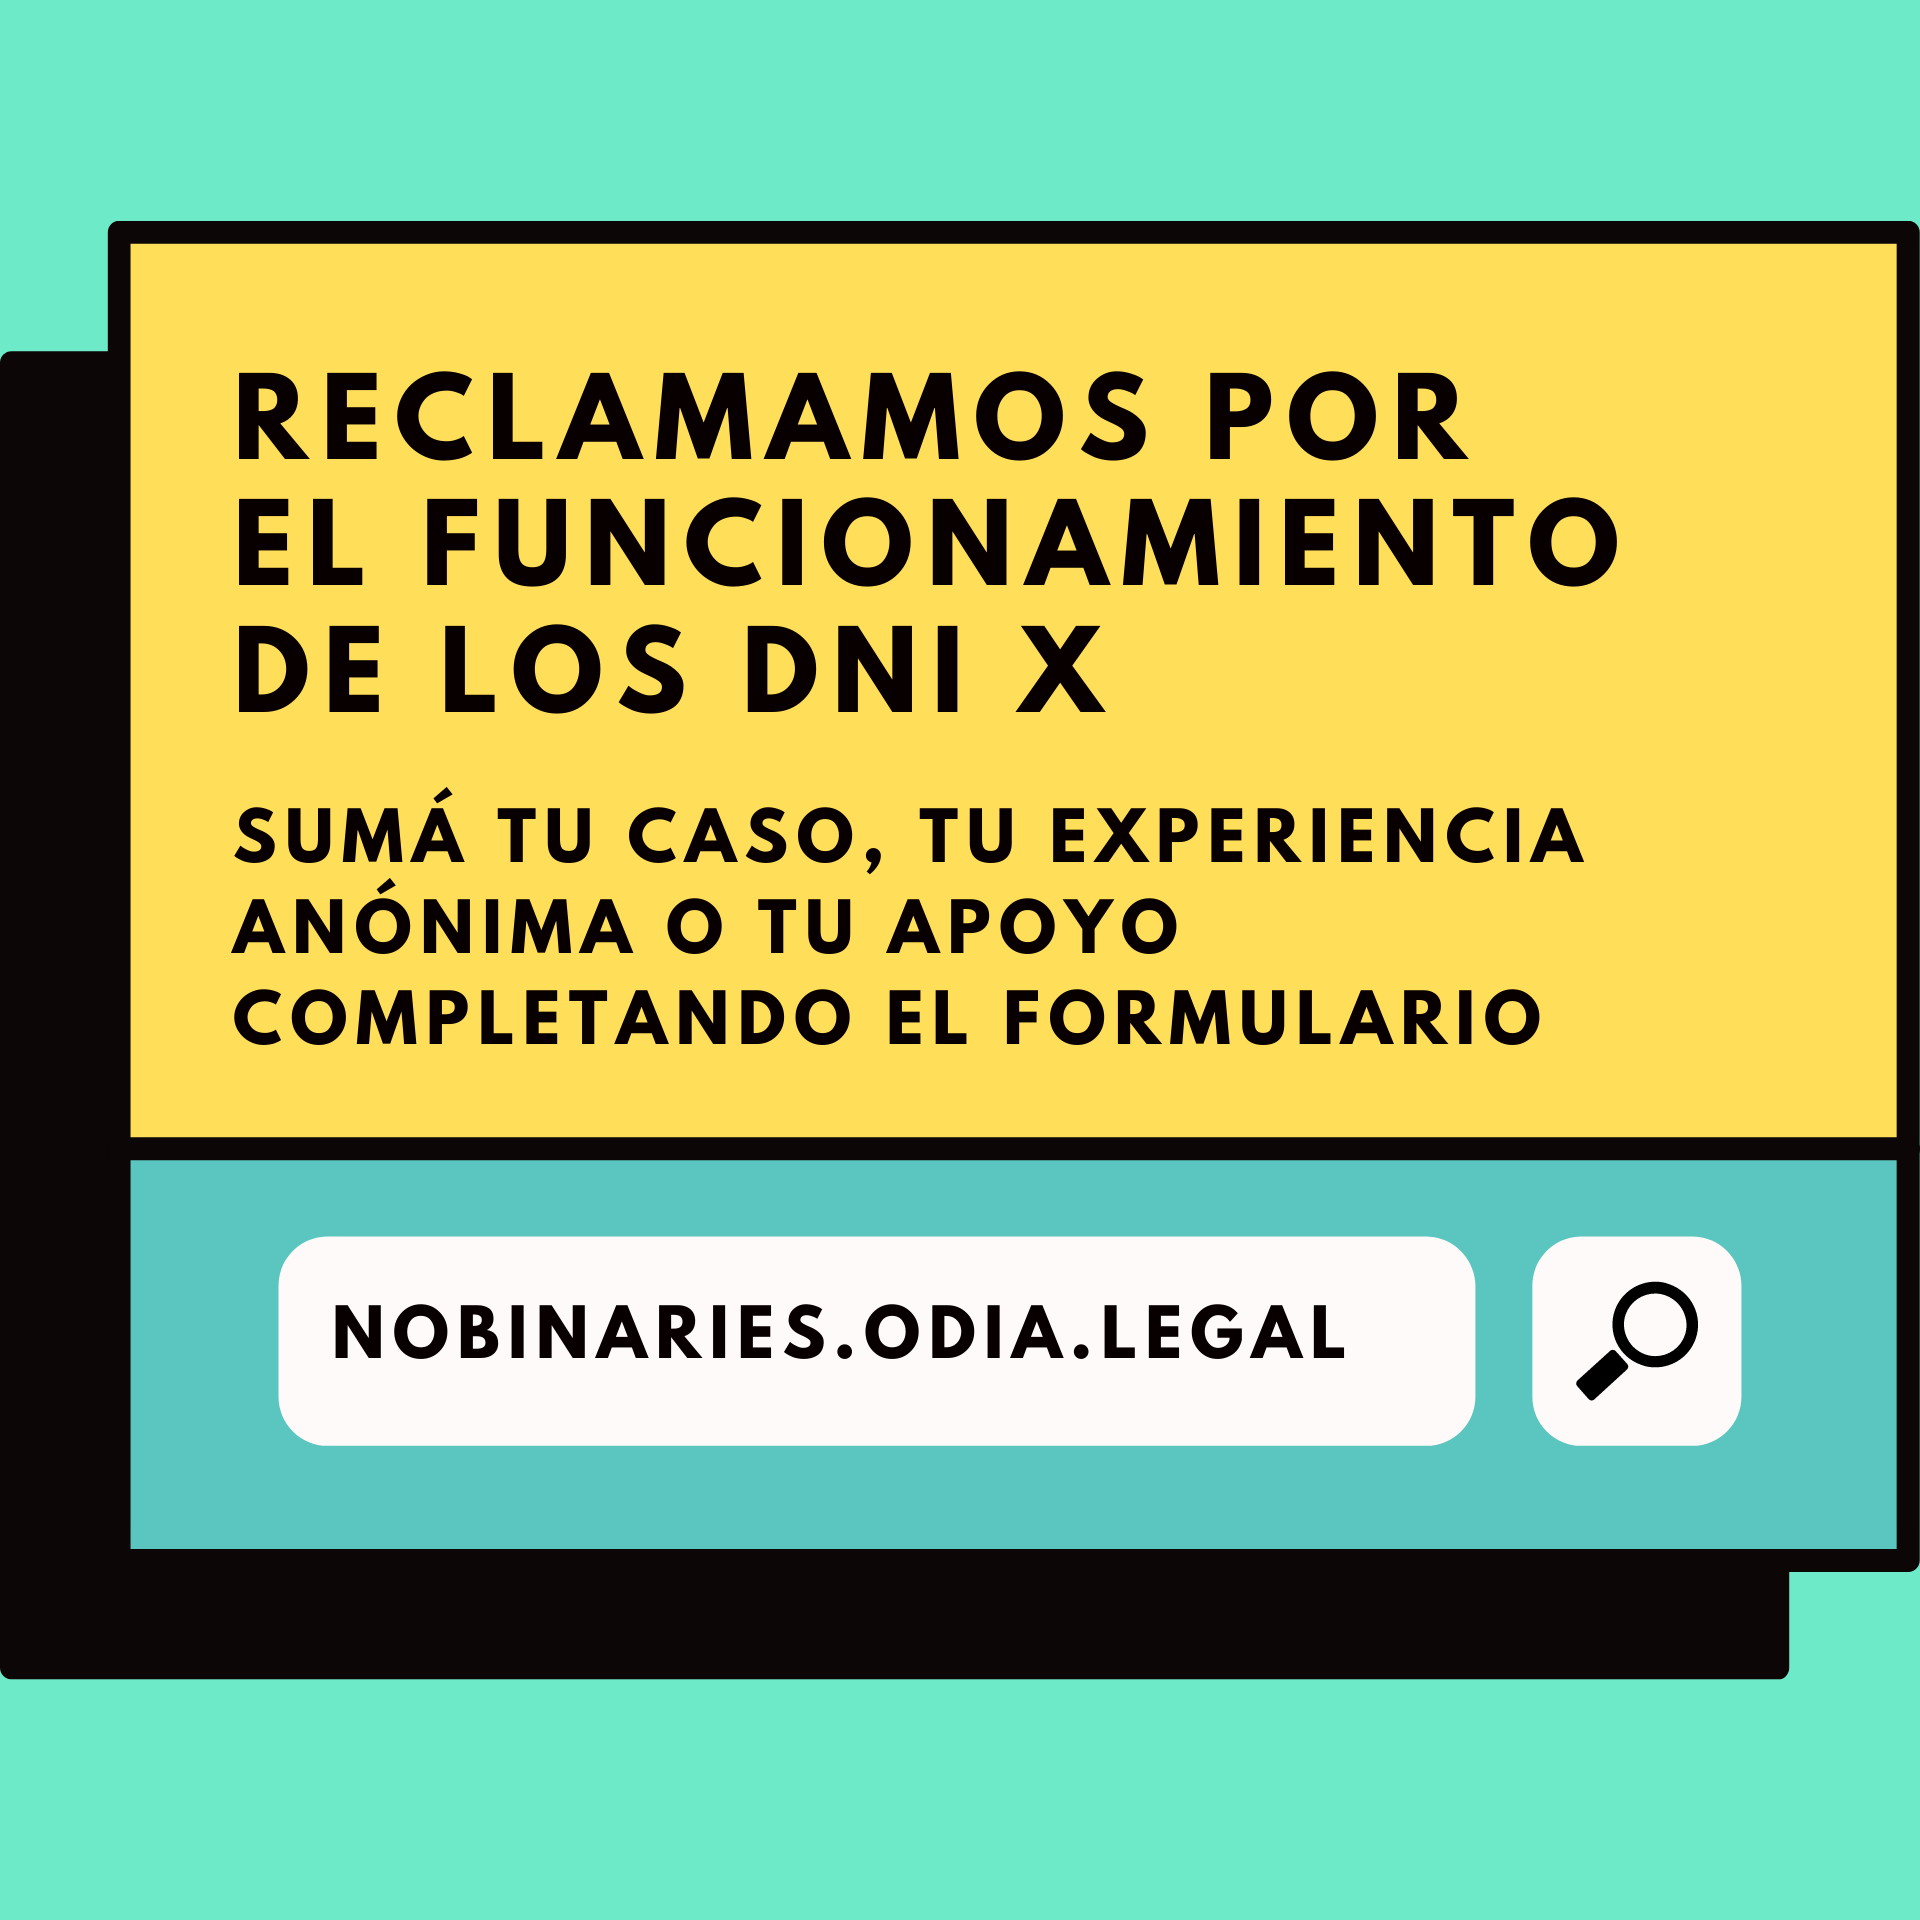 RECLAMAMOS POR
EL FUNCIONAMIENTO
DE LOS DNI X
SUMÁ TU CASO, TU EXPERIENCIA
ANÓNIMA O TU APOYO
COMPLETANDO EL FORMULARIO
NOBINARIES.ODIA.LEGAL